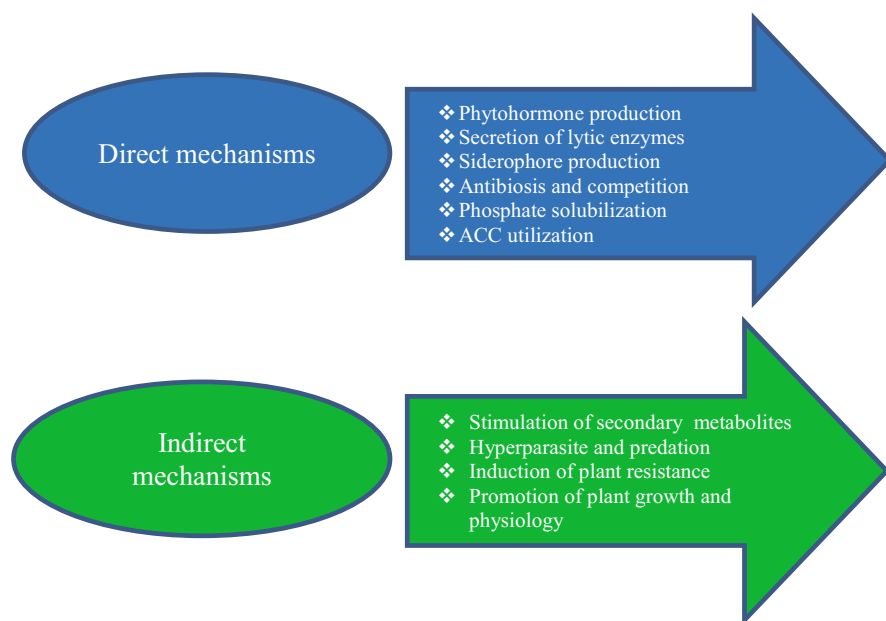 Direct mechanisms
❖ Phytohormone production
❖ Secretion of lytic enzymes
❖ Siderophore production
❖ Antibiosis and competition
❖ Phosphate solubilization
❖ ACC utilization
Indirect
mechanisms
❖ Stimulation of secondary metabolites
❖ Hyperparasite and predation
❖ Induction of plant resistance
❖ Promotion of plant growth and
physiology